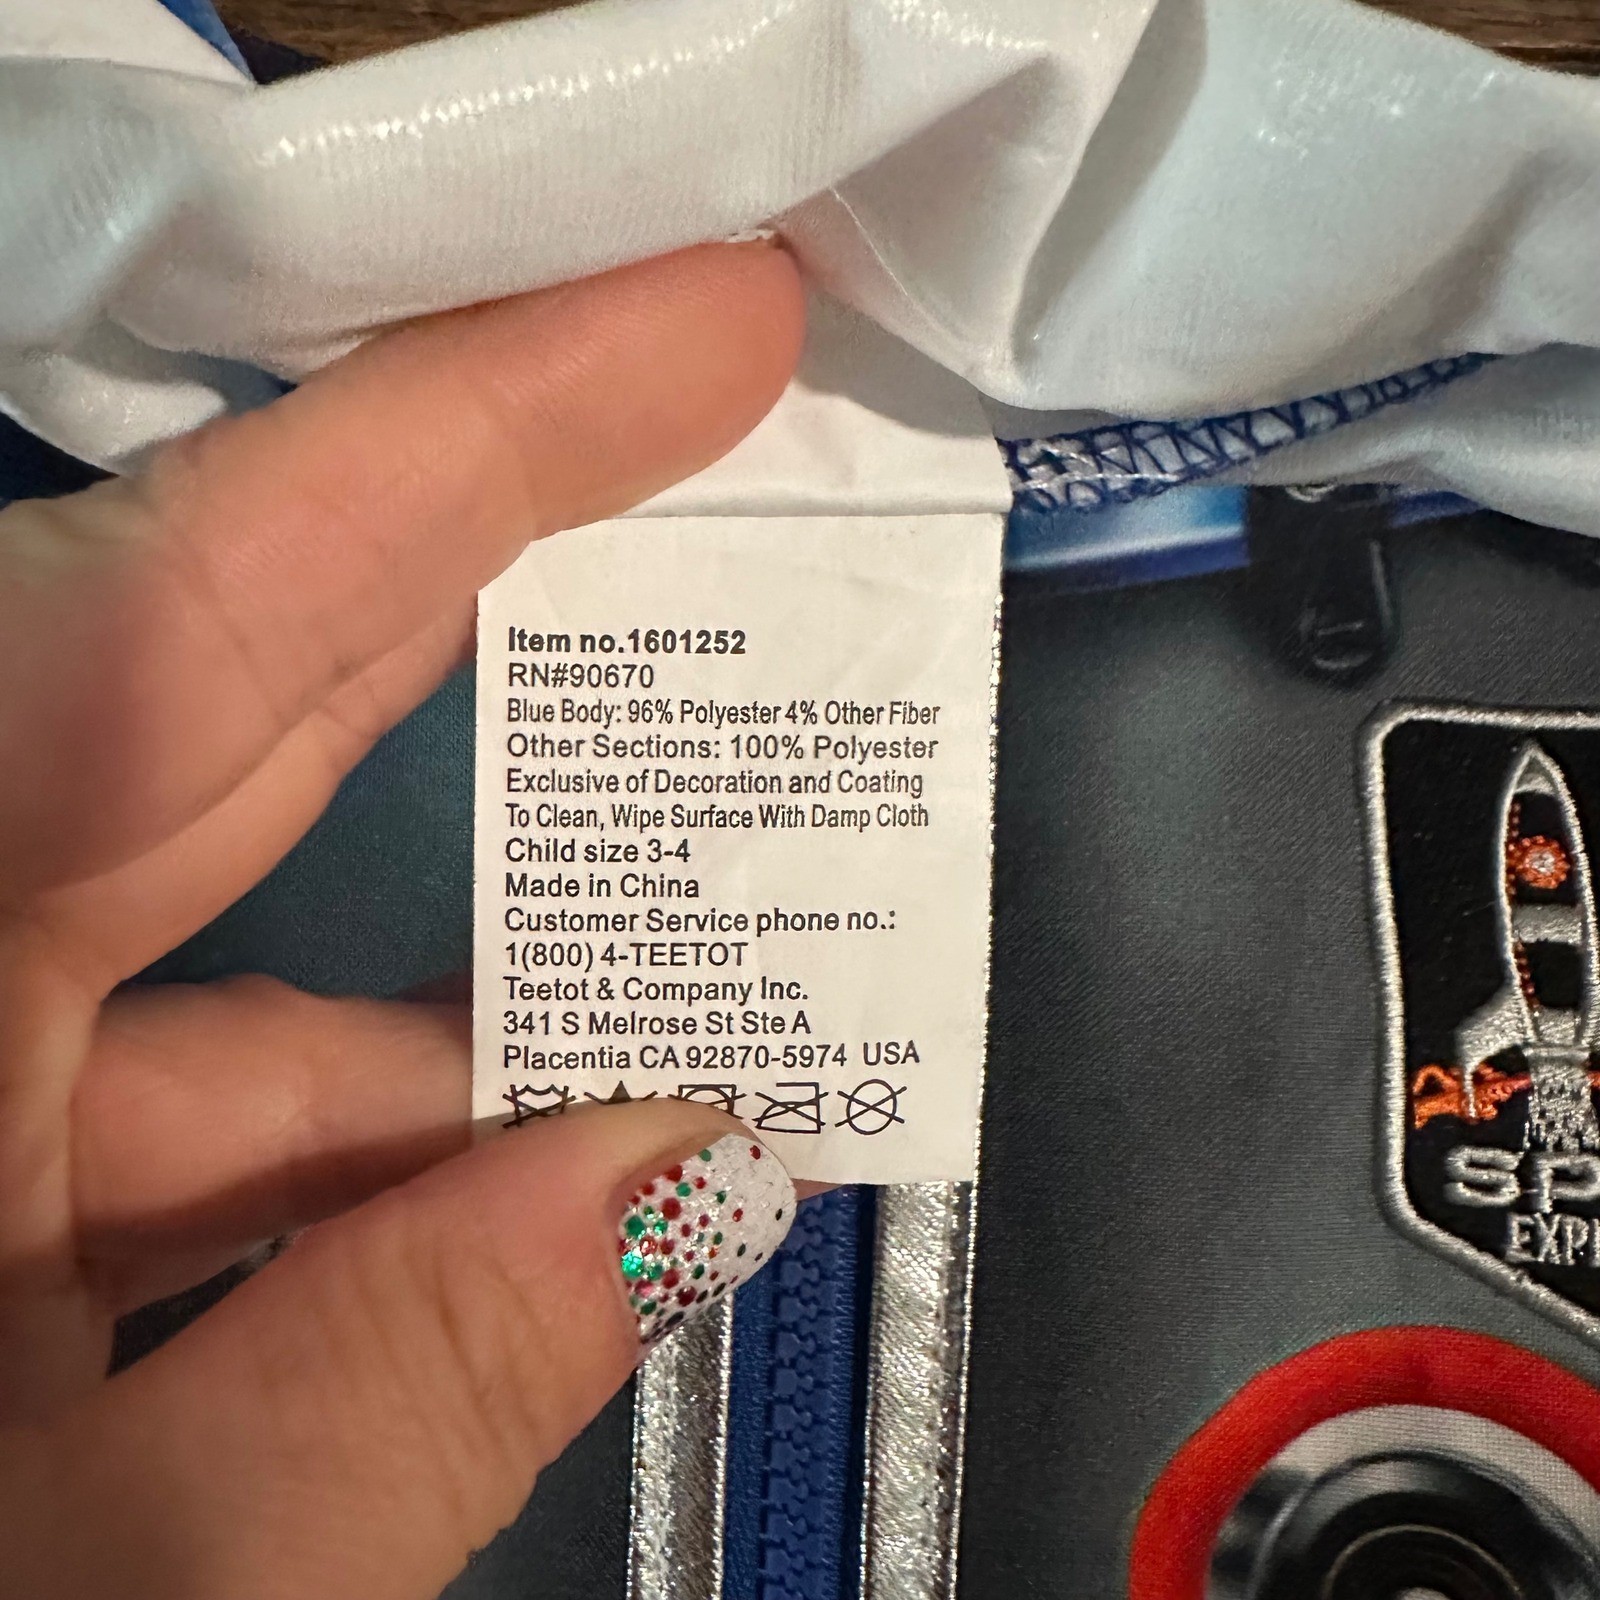 Item no.1601252
RN#90670
Blue Body: 96% Polyester 4% Other Fiber
Other Sections: 100% Polyester
Exclusive of Decoration and Coating
To Clean, Wipe Surface With Damp Cloth
Child size 3-4
Made in China
Customer Service phone no.:
1(800) 4-TEETOT
Teetot & Company Inc.
341 S Melrose St Ste A
Placentia CA 92870-5974 USA